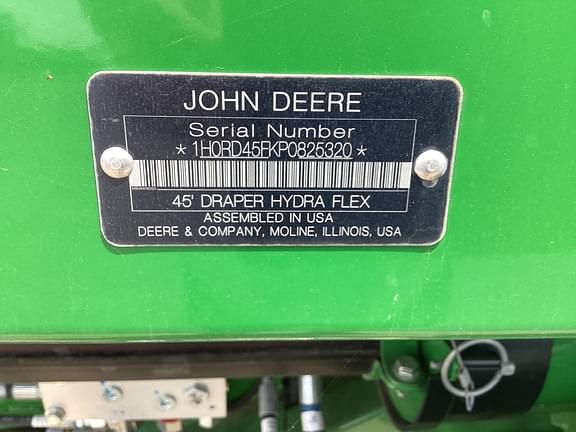 JOHN DEERE
Serial Number
*1H0RD45FKP0825320*
45' DRAPER HYDRA FLEX
ASSEMBLED IN USA
DEERE & COMPANY, MOLINE, ILLINOIS, USA